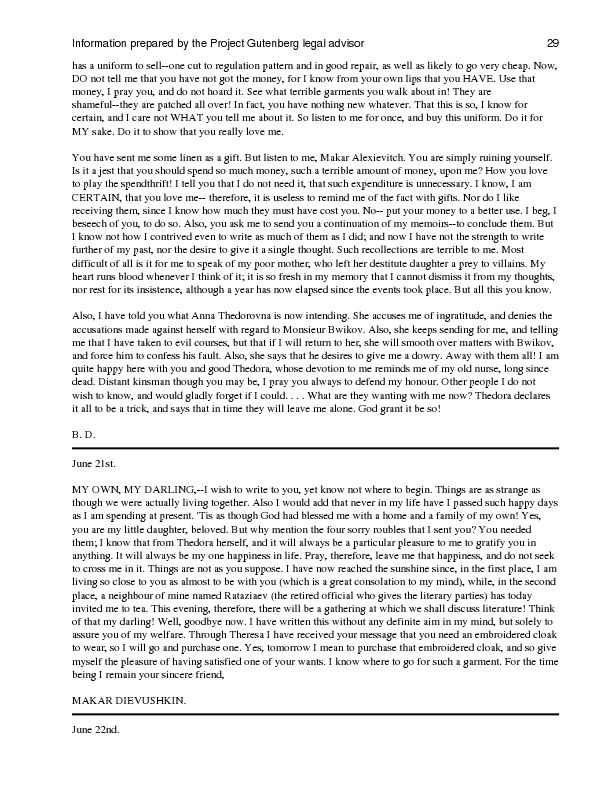 Information prepared by the Project Gutenberg legal advisor 29
has a uniform to sell--one cut to regulation pattern and in good repair, as well as likely to go very cheap. Now,
DO not tell me that you have not got the money, for I know from your own lips that you HAVE. Use that
money, I pray you, and do not hoard it. See what terrible garments you walk about in! They are
shameful--they are patched all over! In fact, you have nothing new whatever. That this is so, I know for
certain, and I care not WHAT you tell me about it. So listen to me for once, and buy this uniform. Do it for
MY sake. Do it to show that you really love me.
You have sent me some linen as a gift. But listen to me, Makar Alexievitch. You are simply ruining yourself.
Is it a jest that you should spend so much money, such a terrible amount of money, upon me? How you love
to play the spendthrift! I tell you that I do not need it, that such expenditure is unnecessary. I know, I am
CERTAIN, that you love me-- therefore, it is useless to remind me of the fact with gifts. Nor do I like
receiving them, since I know how much they must have cost you. No-- put your money to a better use. I beg, I
beseech of you, to do so. Also, you ask me to send you a continuation of my memoirs--to conclude them. But
I know not how I contrived even to write as much of them as I did; and now I have not the strength to write
further of my past, nor the desire to give it a single thought. Such recollections are terrible to me. Most
difficult of all is it for me to speak of my poor mother, who left her destitute daughter a prey to villains. My
heart runs blood whenever I think of it; it is so fresh in my memory that I cannot dismiss it from my thoughts,
nor rest for its insistence, although a year has now elapsed since the events took place. But all this you know.
Also, I have told you what Anna Thedorovna is now intending. She accuses me of ingratitude, and denies the
accusations made against herself with regard to Monsieur Bwikov. Also, she keeps sending for me, and telling
me that I have taken to evil courses, but that if I will return to her, she will smooth over matters with Bwikov,
and force him to confess his fault. Also, she says that he desires to give me a dowry. Away with them all! I am
quite happy here with you and good Thedora, whose devotion to me reminds me of my old nurse, long since
dead. Distant kinsman though you may be, I pray you always to defend my honour. Other people I do not
wish to know, and would gladly forget if I could. . . . What are they wanting with me now? Thedora declares
it all to be a trick, and says that in time they will leave me alone. God grant it be so!
B. D.
June 21st.
MY OWN, MY DARLING,--I wish to write to you, yet know not where to begin. Things are as strange as
though we were actually living together. Also I would add that never in my life have I passed such happy days
as I am spending at present. 'Tis as though God had blessed me with a home and a family of my own! Yes,
you are my little daughter, beloved. But why mention the four sorry roubles that I sent you? You needed
them; I know that from Thedora herself, and it will always be a particular pleasure to me to gratify you in
anything. It will always be my one happiness in life. Pray, therefore, leave me that happiness, and do not seek
to cross me in it. Things are not as you suppose. I have now reached the sunshine since, in the first place, I am
living so close to you as almost to be with you (which is a great consolation to my mind), while, in the second
place, a neighbour of mine named Rataziaev (the retired official who gives the literary parties) has today
invited me to tea. This evening, therefore, there will be a gathering at which we shall discuss literature! Think
of that my darling! Well, goodbye now. I have written this without any definite aim in my mind, but solely to
assure you of my welfare. Through Theresa I have received your message that you need an embroidered cloak
to wear, so I will go and purchase one. Yes, tomorrow I mean to purchase that embroidered cloak, and so give
myself the pleasure of having satisfied one of your wants. I know where to go for such a garment. For the time
being I remain your sincere friend,
MAKAR DIEVUSHKIN.
June 22nd.